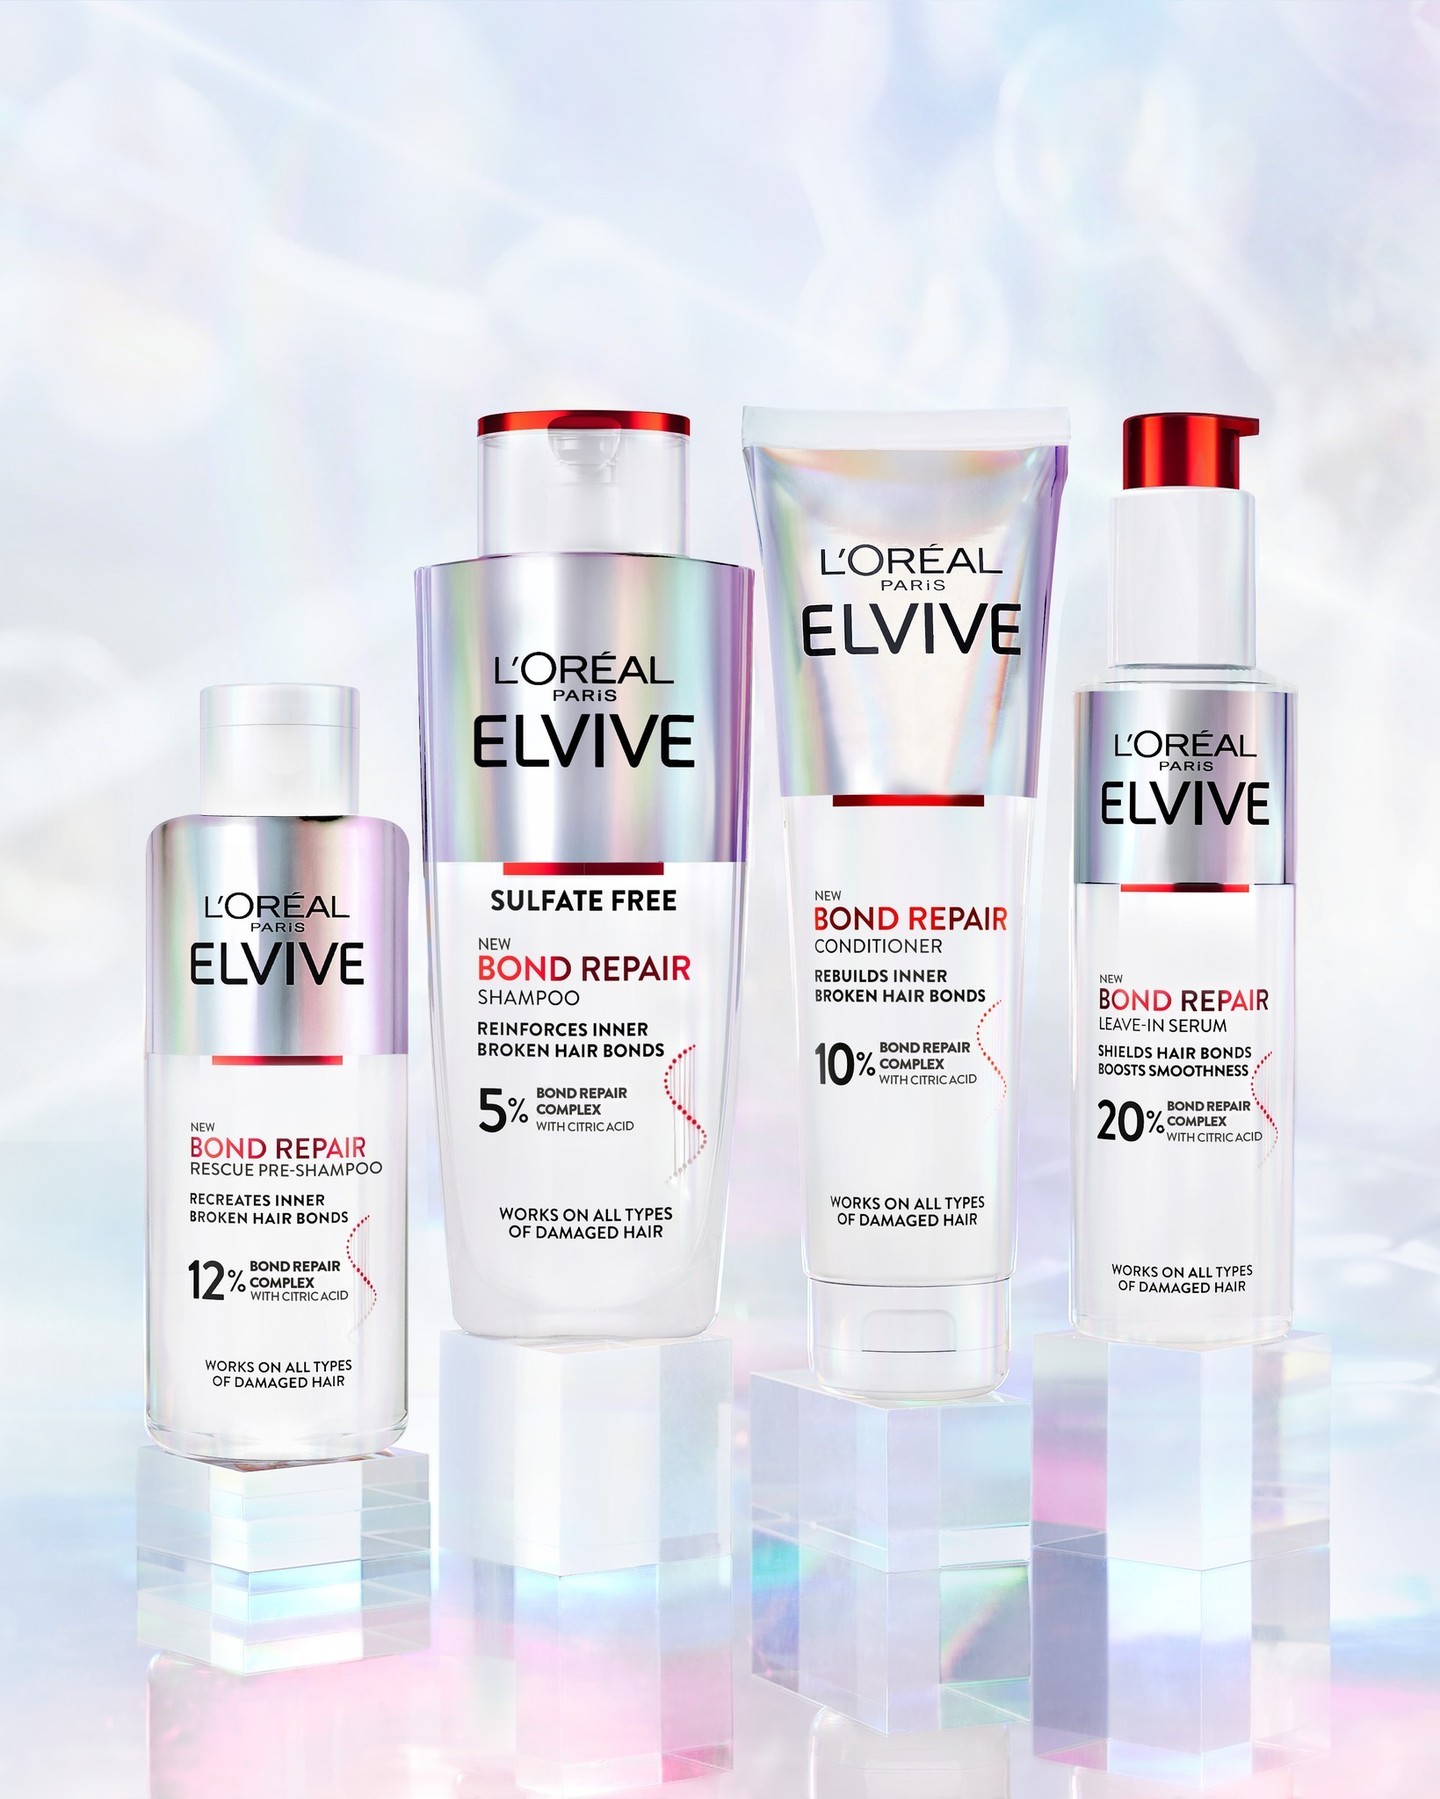 L'ORÉAL
PARIS
ELVIVE
NEW
BOND REPAIR
RESCUE PRE-SHAMPOO
RECREATES INNER
BROKEN HAIR BONDS
12% BOND REPAIR
COMPLEX
WITH CITRIC ACID
WORKS ON ALL TYPES
OF DAMAGED HAIR
L'ORÉAL
PARIS
ELVIVE
SULFATE FREE
NEW
BOND REPAIR
SHAMPOO
REINFORCES INNER
BROKEN HAIR BONDS
5% BOND REPAIR
COMPLEX
WITH CITRIC ACID
WORKS ON ALL TYPES
OF DAMAGED HAIR
L'ORÉAL
PARIS
ELVIVE
NEW
BOND REPAIR
CONDITIONER
REBUILDS INNER
BROKEN HAIR BONDS
10% BOND REPAIR
COMPLEX
WITH CITRIC ACID
WORKS ON ALL TYPES
OF DAMAGED HAIR
L'ORÉAL
PARIS
ELVIVE
NEW
BOND REPAIR
LEAVE-IN SERUM
SHIELDS HAIR BONDS
BOOSTS SMOOTHNESS
20% BOND REPAIR
COMPLEX
WITH CITRIC ACID
WORKS ON ALL TYPES
OF DAMAGED HAIR